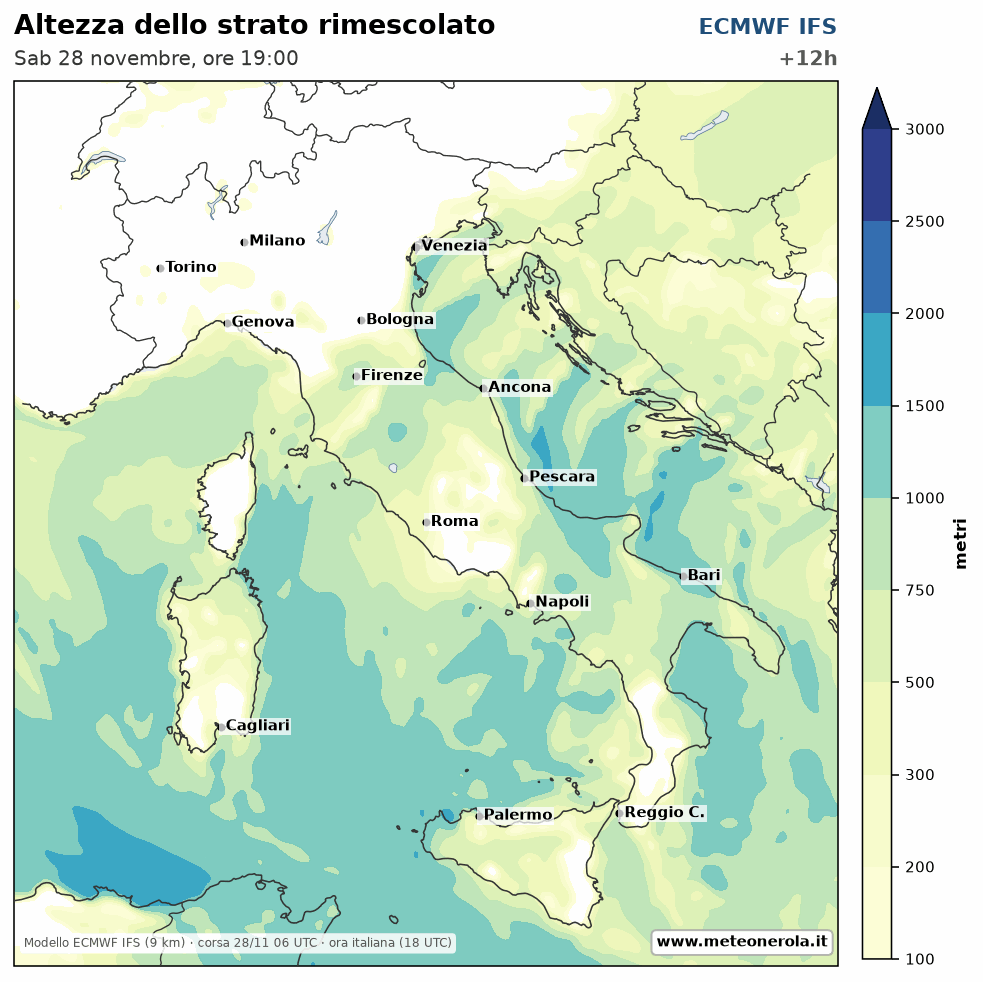 Altezza dello strato rimescolato
ECMWF IFS
Sab 28 novembre, ore 19:00
+12h
3000
2500
2000
1500
1000
750
500
300
200
100
metri
Milano
Venezia
Torino
Genova
Bologna
Firenze
Ancona
Pescara
Roma
Bari
Napoli
Cagliari
Palermo
Reggio C.
Modello ECMWF IFS (9 km) · corsa 28/11 06 UTC · ora italiana (18 UTC)
www.meteonerola.it